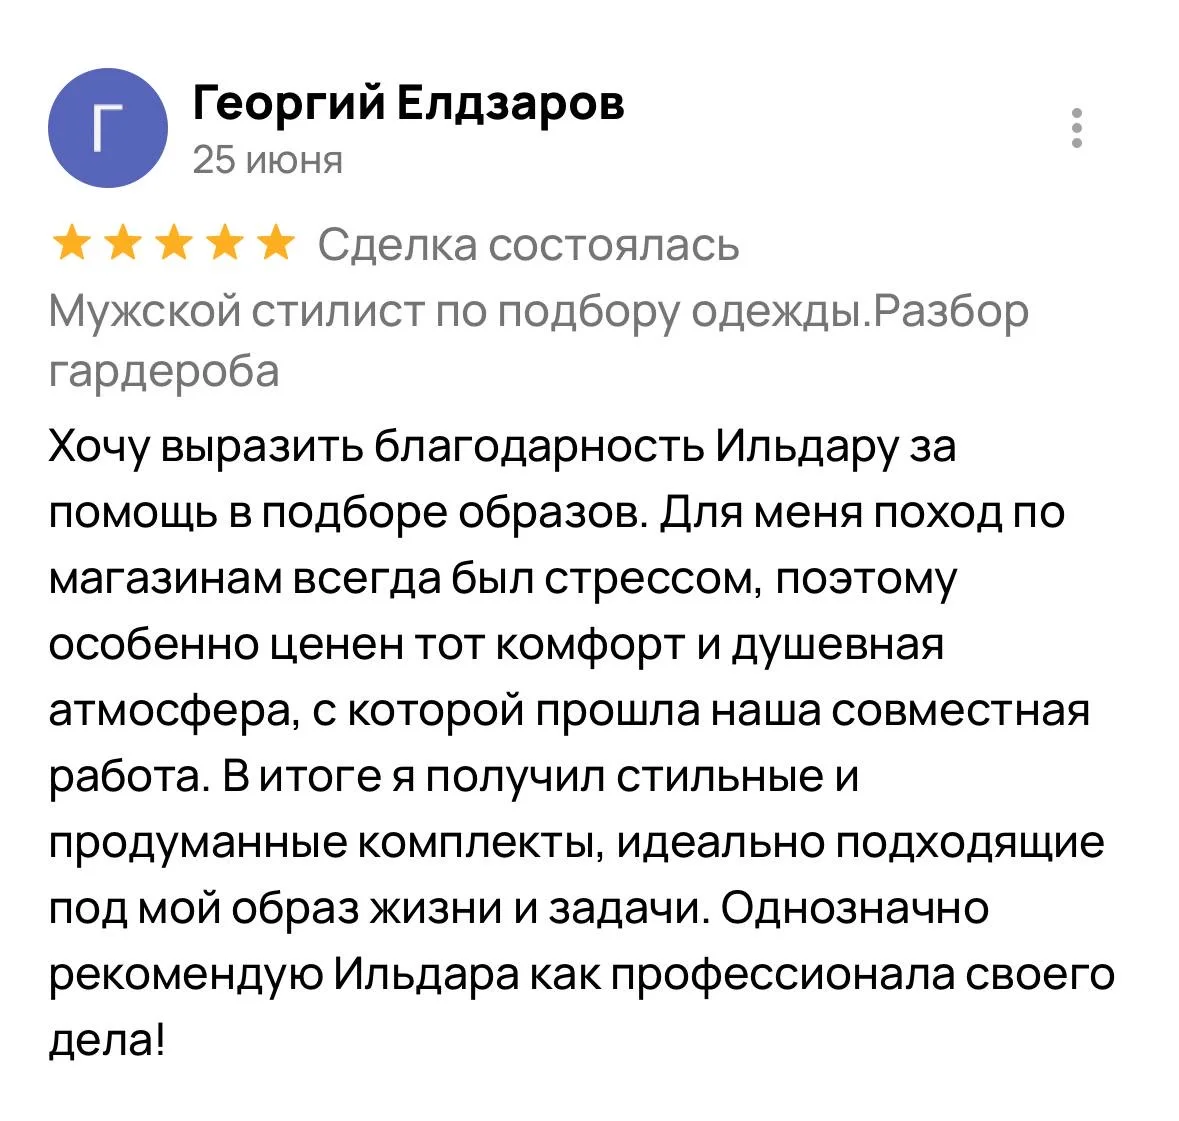 Г
Георгий Елдзаров
25 июня
Сделка состоялась
Мужской стилист по подбору одежды.Разбор
гардероба
Хочу выразить благодарность Ильдару за
помощь в подборе образов. Для меня поход по
магазинам всегда был стрессом, поэтому
особенно ценен тот комфорт и душевная
атмосфера, с которой прошла наша совместная
работа. В итоге я получил стильные и
продуманные комплекты, идеально подходящие
под мой образ жизни и задачи. Однозначно
рекомендую Ильдара как профессионала своего
дела!